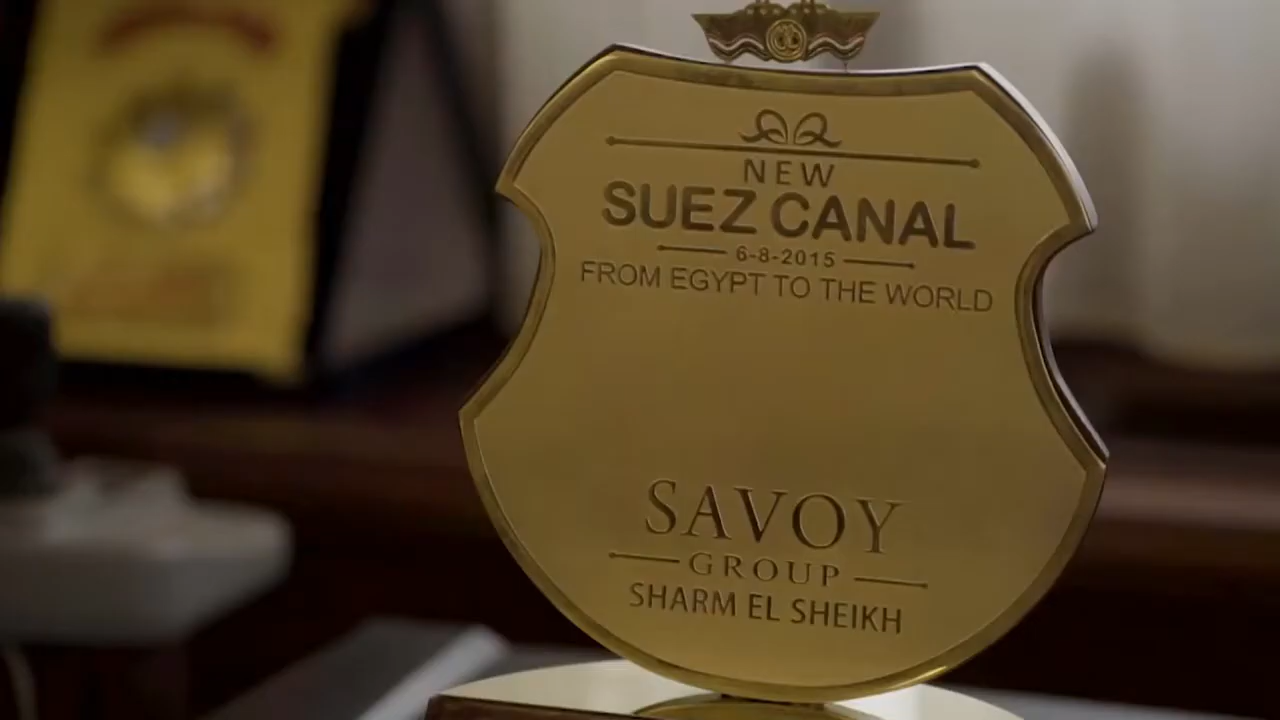 NEW
SUEZ CANAL
6-8-2015
FROM EGYPT TO THE WORLD
SAVOY
GROUP
SHARM EL SHEIKH